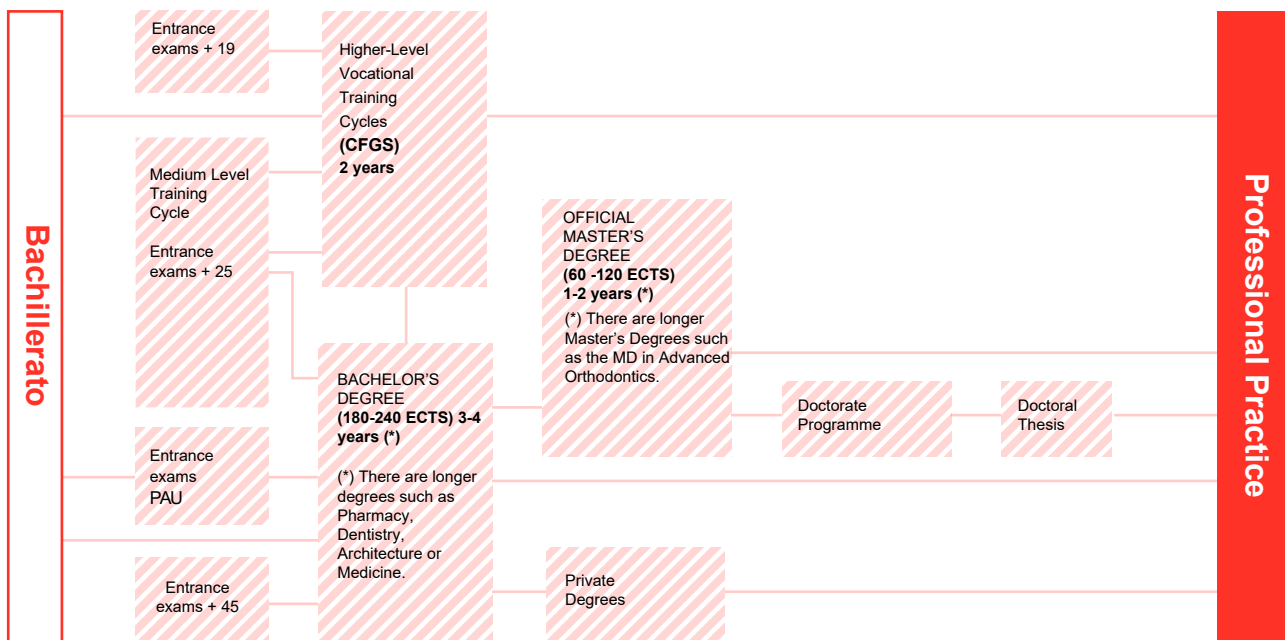 Bachillerato
Entrance
exams + 19
Medium Level
Training
Cycle
Entrance
exams + 25
Entrance
exams
PAU
Entrance
exams + 45
Higher-Level
Vocational
Training
Cycles
(CFGS)
2 years
BACHELOR'S
DEGREE
(180-240 ECTS) 3-4
years (*)
(*) There are longer
degrees such as
Pharmacy,
Dentistry,
Architecture or
Medicine.
OFFICIAL
MASTER'S
DEGREE
(60 -120 ECTS)
1-2 years (*)
(*) There are longer
Master's Degrees such
as the MD in Advanced
Orthodontics.
Private
Degrees
Doctorate
Programme
Doctoral
Thesis
Professional Practice